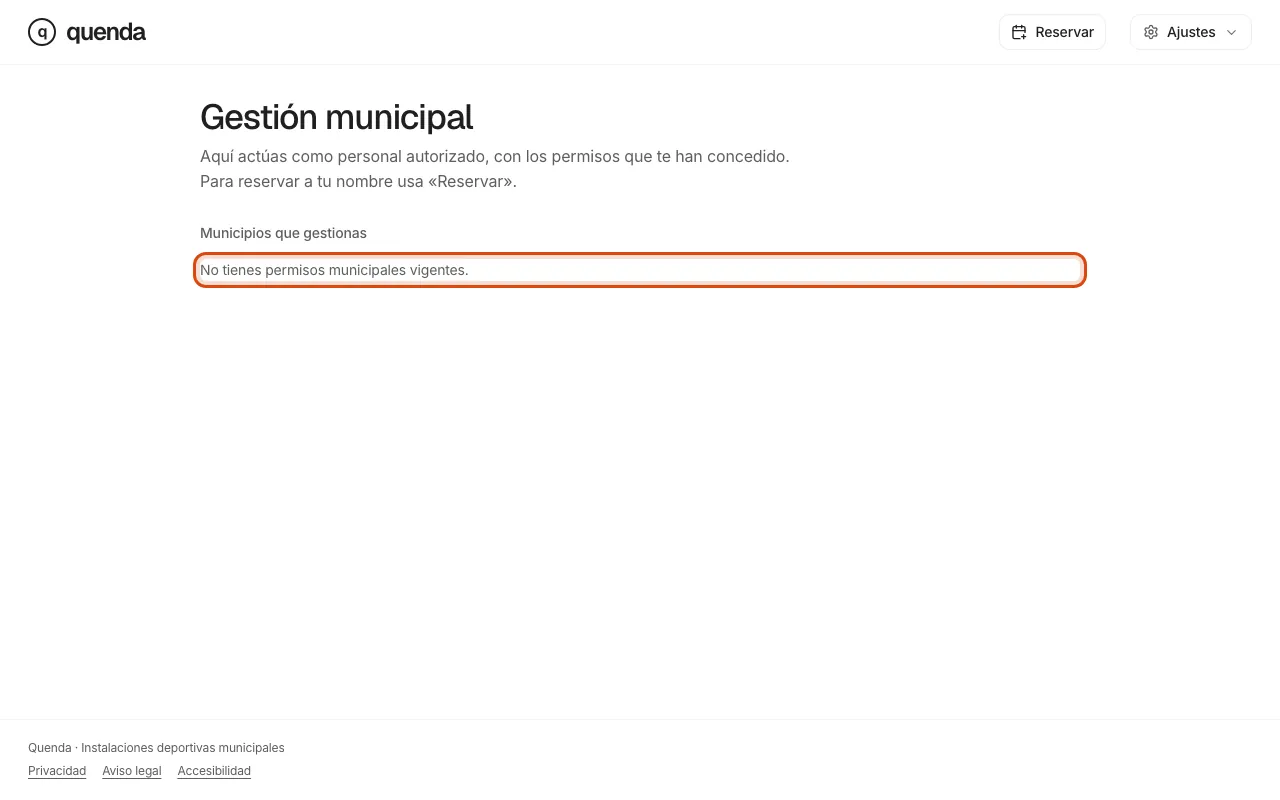 q quenda
Reservar
Ajustes
Gestión municipal
Aquí actúas como personal autorizado, con los permisos que te han concedido.
Para reservar a tu nombre usa «Reservar».
Municipios que gestionas
No tienes permisos municipales vigentes.
Quenda · Instalaciones deportivas municipales
Privacidad Aviso legal Accesibilidad